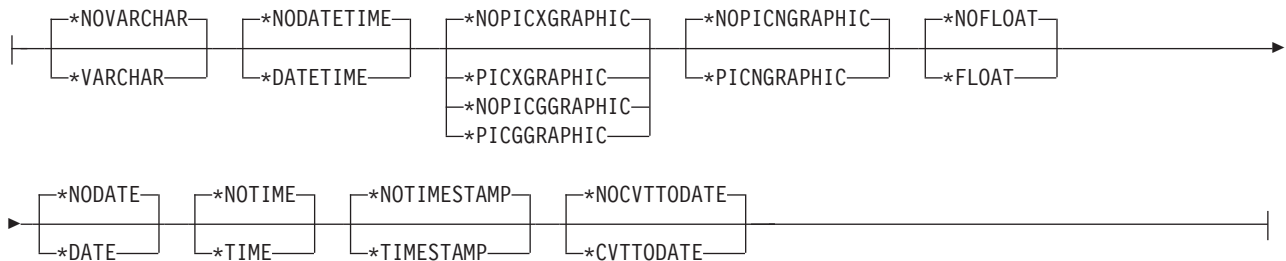 *NOVARCHAR *NODATETIME *NOPICXGRAPHIC *NOPICNGRAPHIC *NOFLOAT
*VARCHAR *DATETIME *PICXGRAPHIC *PICNGRAPHIC *FLOAT
*NOPICGGRAPHIC
*PICGGRAPHIC
*NODATE *NOTIME *NOTIMESTAMP *NOCVTTODATE
*DATE *TIME *TIMESTAMP *CVTTODATE